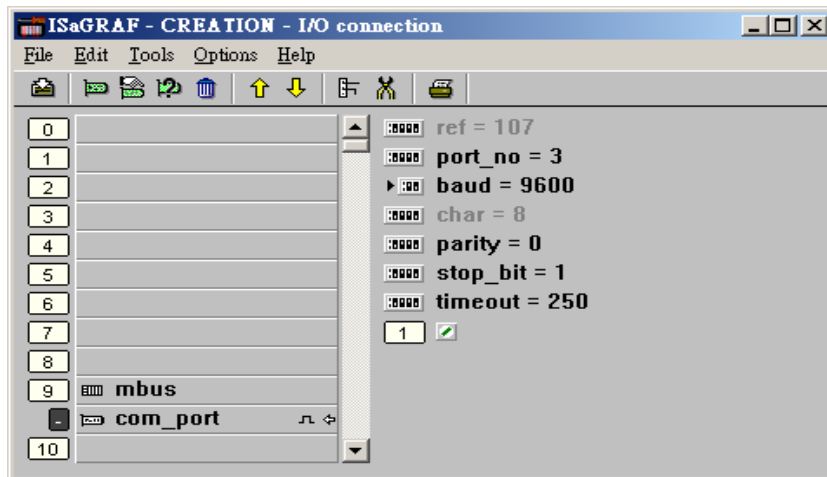 ISaGRAF - CREATION - I/O connection
File Edit Tools Options Help
0
1
2
3
4
5
6
7
8
9 mbus
- com_port
10
ref = 107
port_no = 3
baud = 9600
char = 8
parity = 0
stop_bit = 1
timeout = 250
1